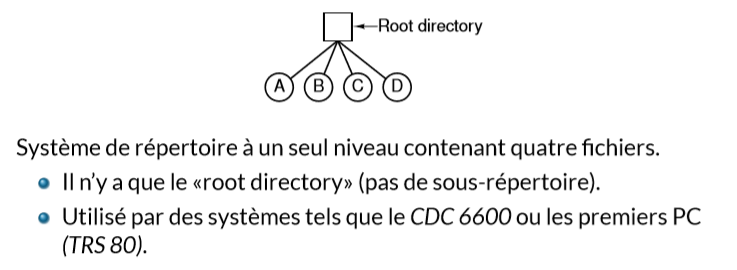 Root directory
A B C D
Système de répertoire à un seul niveau contenant quatre fichiers.
Il n'y a que le «root directory» (pas de sous-répertoire).
Utilisé par des systèmes tels que le CDC 6600 ou les premiers PC
(TRS 80).